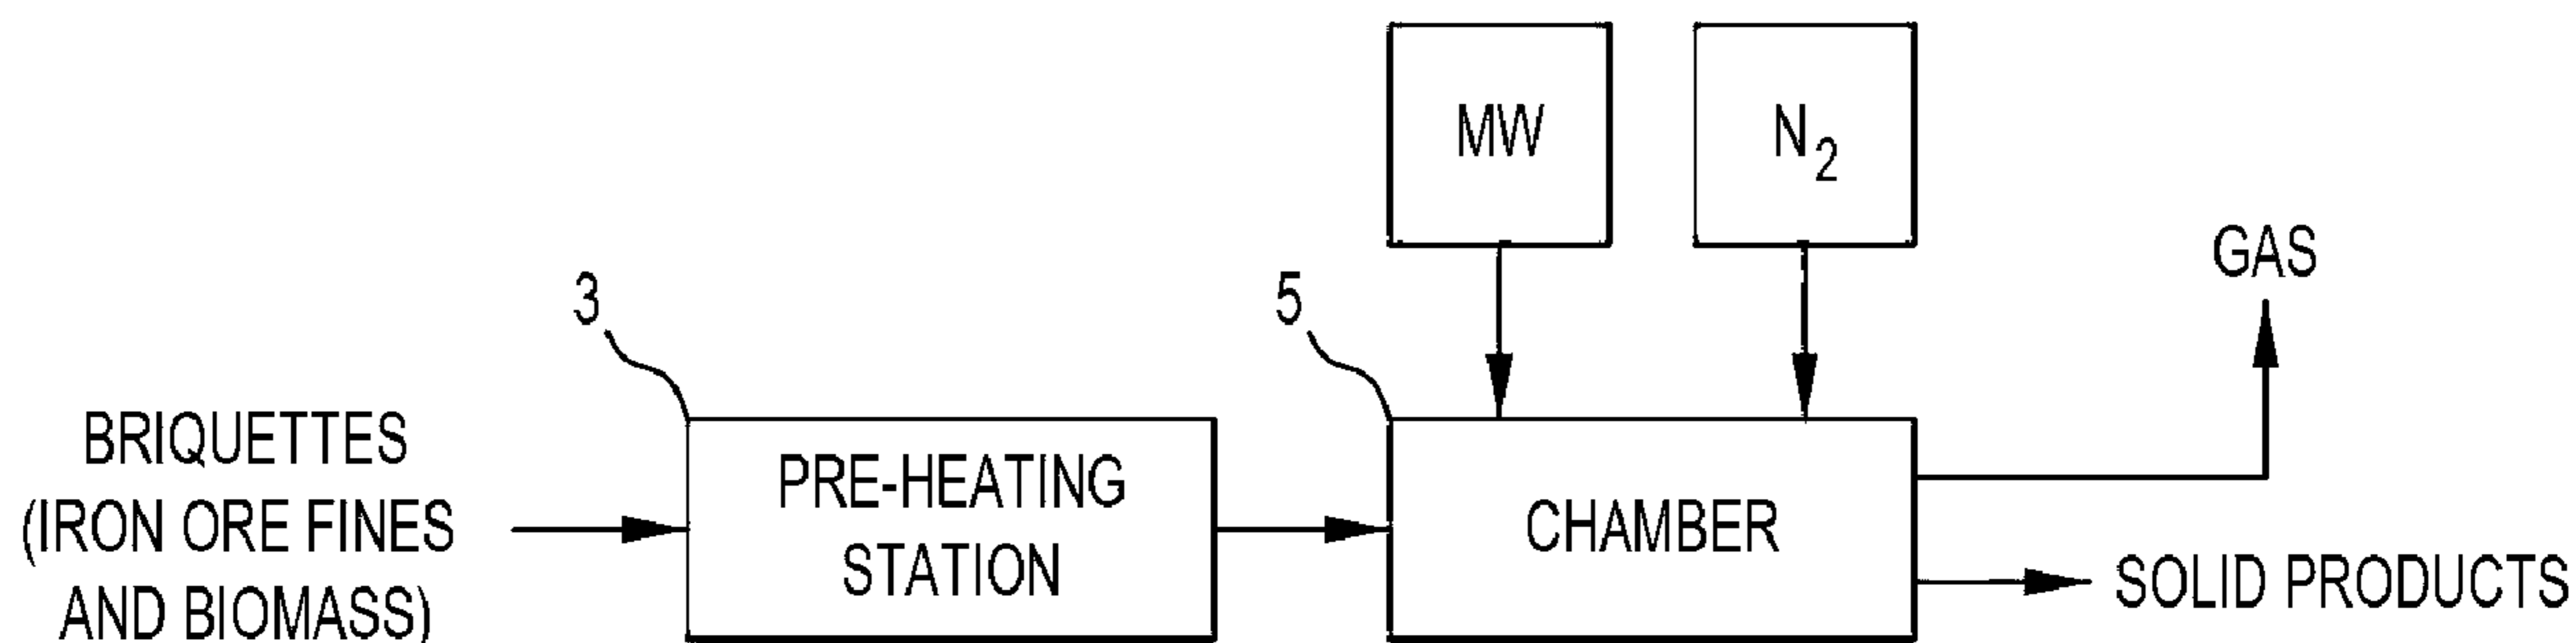 MW
N2
GAS
3
5
BRIQUETTES
(IRON ORE FINES
AND BIOMASS)
PRE-HEATING
STATION
CHAMBER
SOLID PRODUCTS